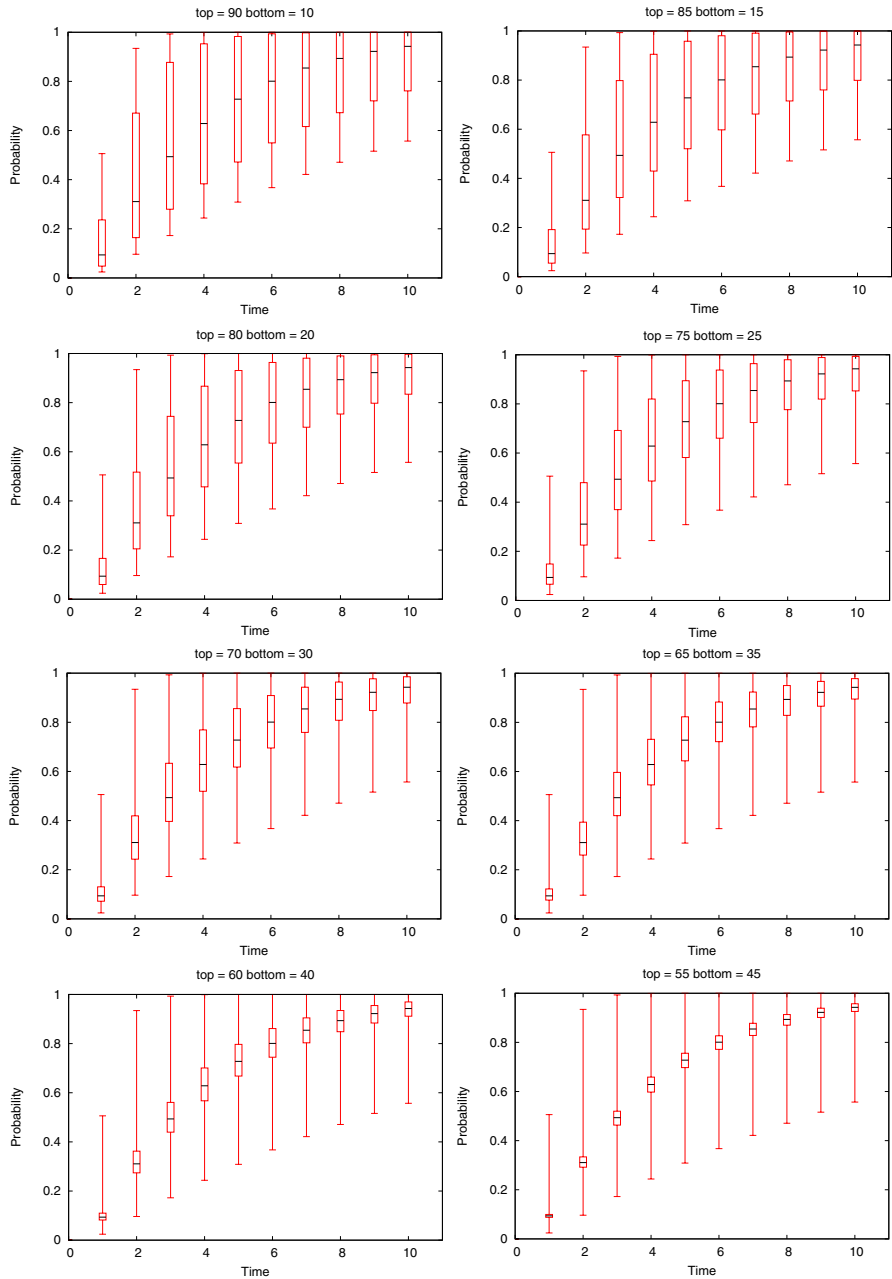 top = 90 bottom = 10
1
0.8
0.6
0.4
0.2
0
Probability
0 2 4 6 8 10
Time
top = 85 bottom = 15
1
0.8
0.6
0.4
0.2
0
Probability
0 2 4 6 8 10
Time
top = 80 bottom = 20
1
0.8
0.6
0.4
0.2
0
Probability
0 2 4 6 8 10
Time
top = 75 bottom = 25
1
0.8
0.6
0.4
0.2
0
Probability
0 2 4 6 8 10
Time
top = 70 bottom = 30
1
0.8
0.6
0.4
0.2
0
Probability
0 2 4 6 8 10
Time
top = 65 bottom = 35
1
0.8
0.6
0.4
0.2
0
Probability
0 2 4 6 8 10
Time
top = 60 bottom = 40
1
0.8
0.6
0.4
0.2
0
Probability
0 2 4 6 8 10
Time
top = 55 bottom = 45
1
0.8
0.6
0.4
0.2
0
Probability
0 2 4 6 8 10
Time